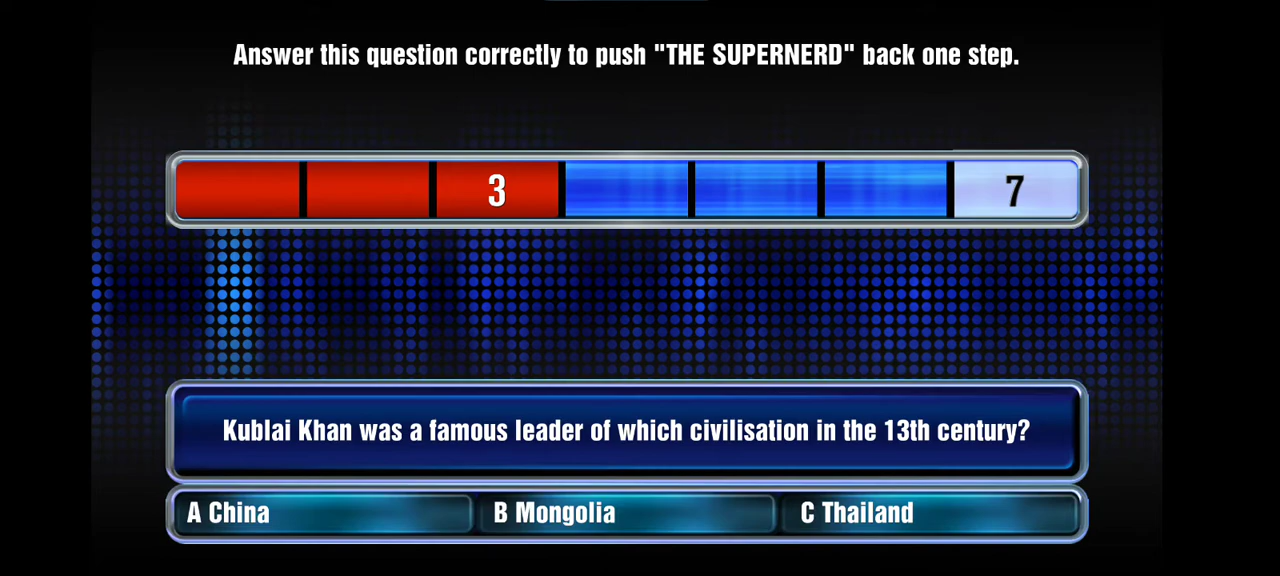 Answer this question correctly to push "THE SUPERNERD" back one step.
3 7
Kublai Khan was a famous leader of which civilisation in the 13th century?
A China B Mongolia C Thailand